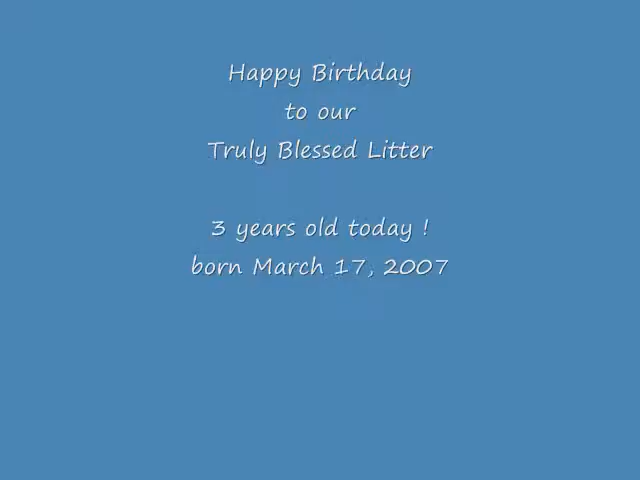 Happy Birthday
to our
Truly Blessed Litter
3 years old today !
born March 17, 2007